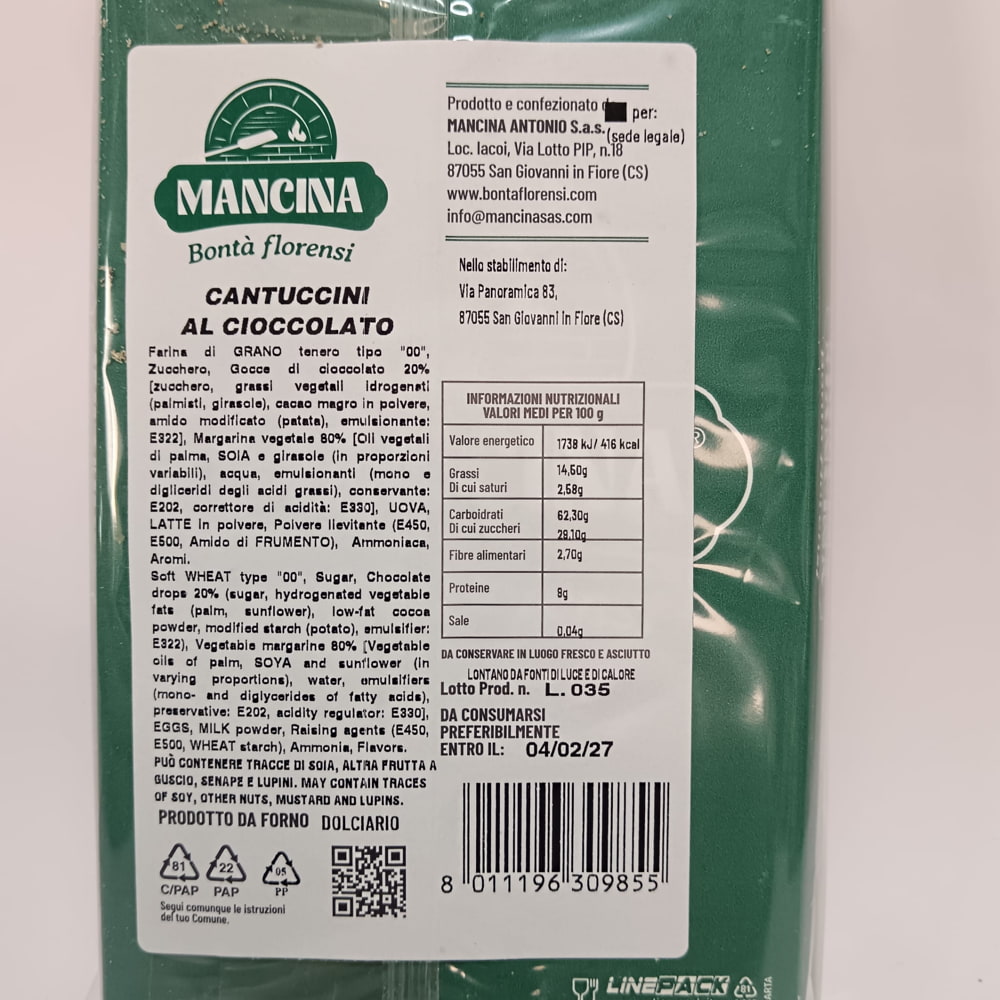 MANCINA
Bontà florensi
CANTUCCINI
AL CIOCCOLATO
Farina di GRANO tenero tipo "00",
Zucchero, Gocce di cioccolato 20%
[zucchero, grassi vegetali idrogenati
(palmisti, girasole), cacao magro in polvere,
amido modificato (patata), emulsionante:
E322], Margarina vegetale 80% [Oli vegetali
di palma, SOIA e girasole (in proporzioni
variabili), acqua, emulsionanti (mono e
digliceridi degli acidi grassi), conservante:
E202, correttore di acidità: E330], UOVA,
LATTE in polvere, Polvere lievitante (E450,
E500, Amido di FRUMENTO), Ammoniaca,
Aromi.
Soft WHEAT type "00", Sugar, Chocolate
drops 20% (sugar, hydrogenated vegetable
fats (palm, sunflower), low-fat cocoa
powder, modified starch (potato), emulsifier:
E322), Vegetable margarine 80% [Vegetable
oils of palm, SOYA and sunflower (in
varying proportions), water, emulsifiers
(mono- and diglycerides of fatty acids),
preservative: E202, acidity regulator: E330],
EGGS, MILK powder, Raising agents (E450,
E500, WHEAT starch), Ammonia, Flavors.
PUÒ CONTENERE TRACCE DI SOIA, ALTRA FRUTTA A
GUSCIO, SENAPE E LUPINI. MAY CONTAIN TRACES
OF SOY, OTHER NUTS, MUSTARD AND LUPINS.
PRODOTTO DA FORNO DOLCIARIO
81 22 05
C/PAP PAP PP
Segui comunque le istruzioni
del tuo Comune.
Prodotto e confezionato per:
MANCINA ANTONIO S.a.s. (sede legale)
Loc. Iacoi, Via Lotto PIP, n.18
87055 San Giovanni in Fiore (CS)
www.bontaflorensi.com
info@mancinasas.com
Nello stabilimento di:
Via Panoramica 83,
87055 San Giovanni in Fiore (CS)
INFORMAZIONI NUTRIZIONALI
VALORI MEDI PER 100 g
Valore energetico 1738 kJ/ 416 kcal
Grassi 14,60g
Di cui saturi 2,58g
Carboidrati 62,30g
Di cui zuccheri 28,10g
Fibre alimentari 2,70g
Proteine 8g
Sale 0,04g
DA CONSERVARE IN LUOGO FRESCO E ASCIUTTO
LONTANO DA FONTI DI LUCE E DI CALORE
Lotto Prod. n. L. 035
DA CONSUMARSI
PREFERIBILMENTE
ENTRO IL: 04/02/27
8 011196 309855
®
LINEPACK 81